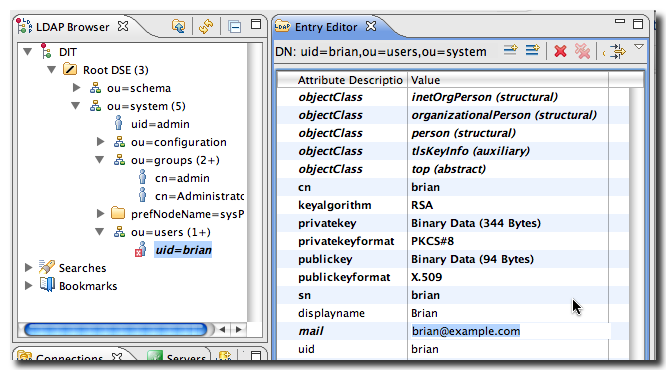 LDAP Browser
DIT
Root DSE (3)
ou=schema
ou=system (5)
uid=admin
ou=configuration
ou=groups (2+)
cn=admin
cn=Administrato
prefNodeName=sysP
ou=users (1+)
uid=brian
Searches
Bookmarks
Connections
Servers
LDAP
Entry Editor
DN: uid=brian,ou=users,ou=system
Attribute Descriptio Value
objectClass inetOrgPerson (structural)
objectClass organizationalPerson (structural)
objectClass person (structural)
objectClass tlsKeyInfo (auxiliary)
objectClass top (abstract)
cn brian
keyalgorithm RSA
privatekey Binary Data (344 Bytes)
privatekeyformat PKCS#8
publickey Binary Data (94 Bytes)
publickeyformat X.509
sn brian
displayname Brian
mail brian@example.com
uid brian